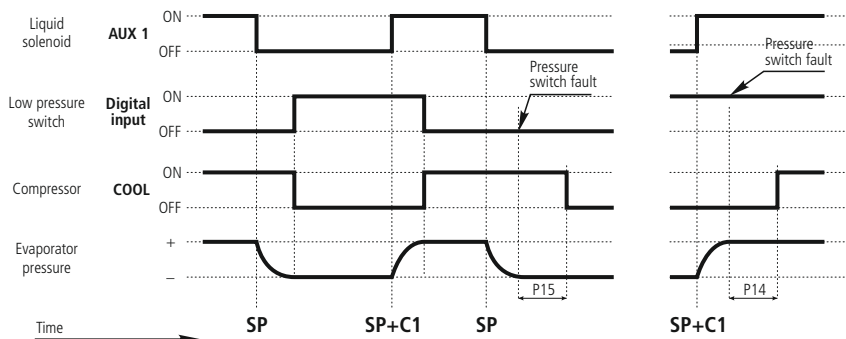 Liquid
solenoid
AUX 1
ON
OFF
Pressure
switch fault
Pressure
switch fault
Low pressure
switch
Digital
input
ON
OFF
Compressor
COOL
ON
OFF
Evaporator
pressure
+
–
P15
P14
Time
SP
SP+C1
SP
SP+C1